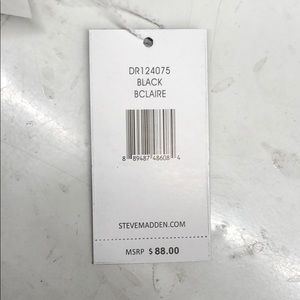 DR124075
BLACK
BCLAIRE
8 89487 48608 4
STEVEMADDEN.COM
MSRP $ 88.00